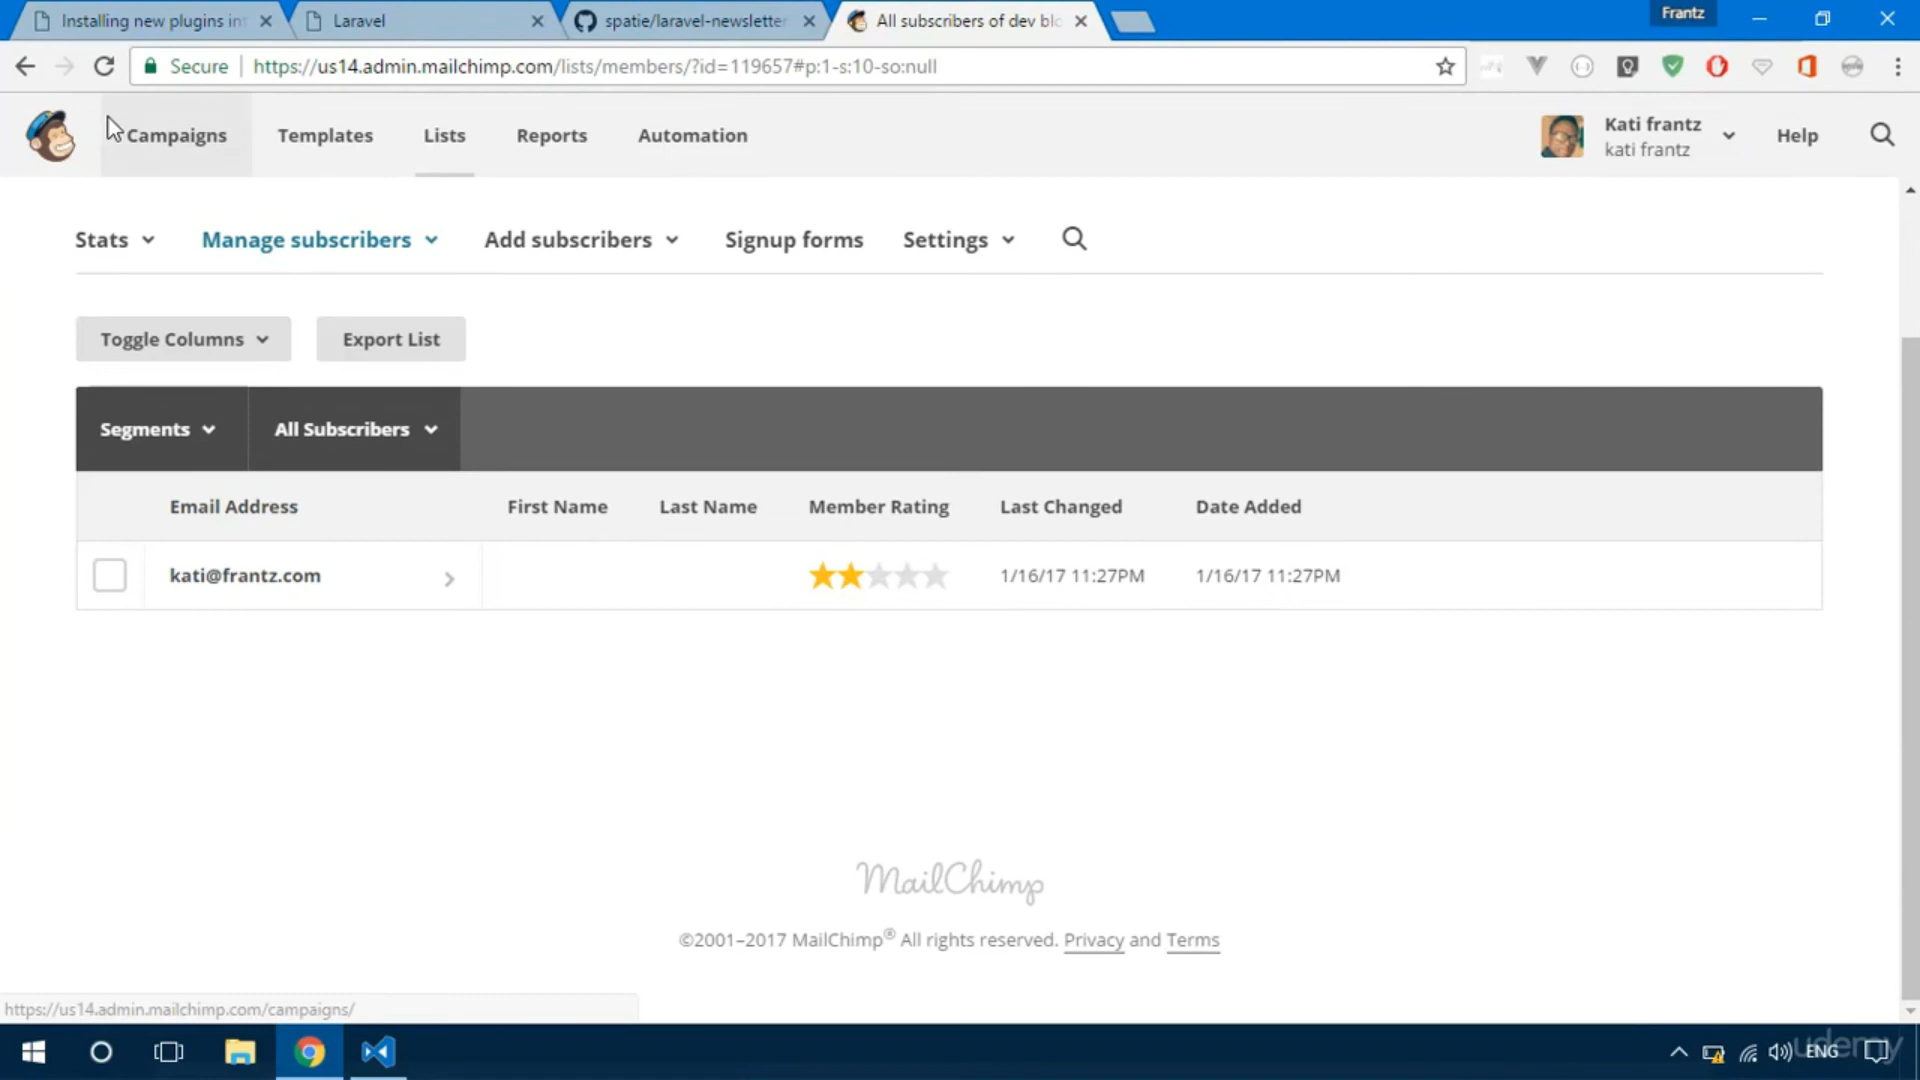 Installing new plugins int
Laravel
spatie/laravel-newsletter
All subscribers of dev blo
Frantz
Secure https://us14.admin.mailchimp.com/lists/members/?id=119657#p:1-s:10-so:null
Campaigns Templates Lists Reports Automation
Kati frantz
kati frantz
Help
Stats Manage subscribers Add subscribers Signup forms Settings
Toggle Columns Export List
Segments All Subscribers
Email Address First Name Last Name Member Rating Last Changed Date Added
kati@frantz.com 1/16/17 11:27PM 1/16/17 11:27PM
MailChimp
©2001–2017 MailChimp® All rights reserved. Privacy and Terms
https://us14.admin.mailchimp.com/campaigns/
ENG
udemy